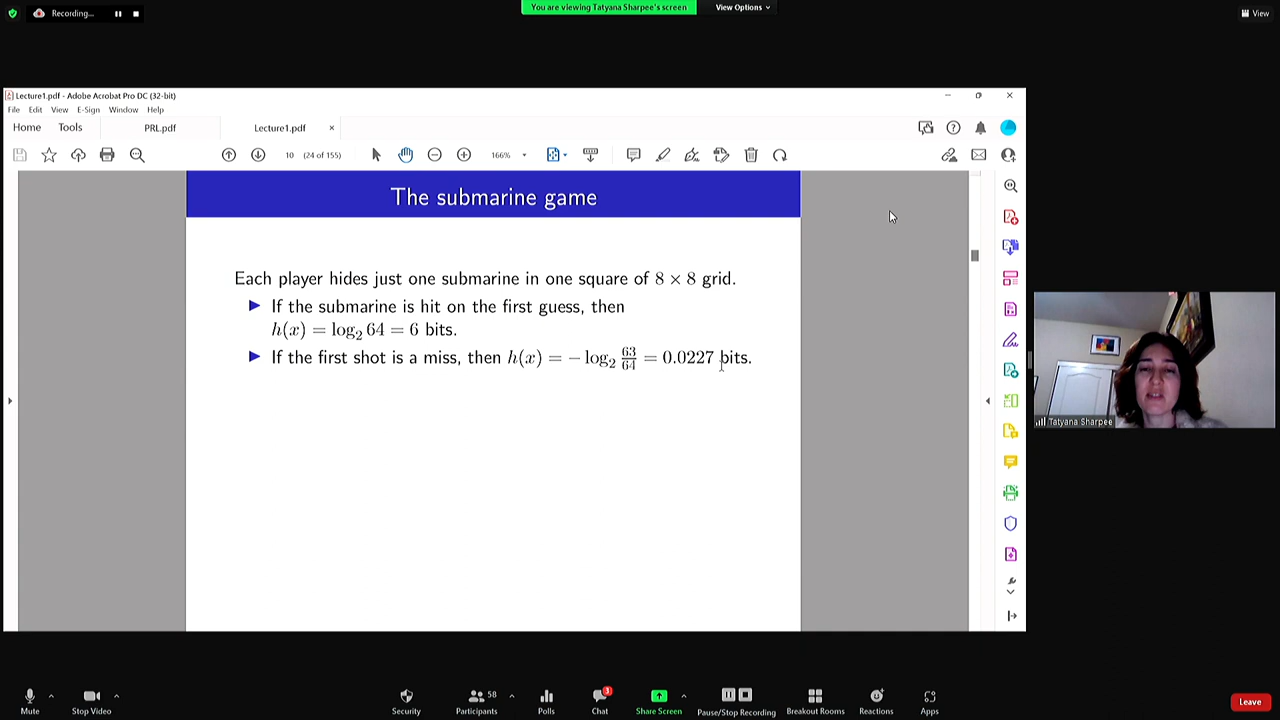 Recording...
You are viewing Tatyana Sharpee's screen
View Options
View
Lecture1.pdf - Adobe Acrobat Pro DC (32-bit)
File Edit View E-Sign Window Help
Home Tools PRL.pdf Lecture1.pdf ×
10 (24 of 155) 166%
The submarine game
Each player hides just one submarine in one square of 8 × 8 grid.
► If the submarine is hit on the first guess, then
h(x) = log₂ 64 = 6 bits.
► If the first shot is a miss, then h(x) = − log₂ 63/64 = 0.0227 bits.
Tatyana Sharpee
Mute Stop Video Security Participants 58 Polls Chat 3 Share Screen Pause/Stop Recording Breakout Rooms Reactions Apps Leave